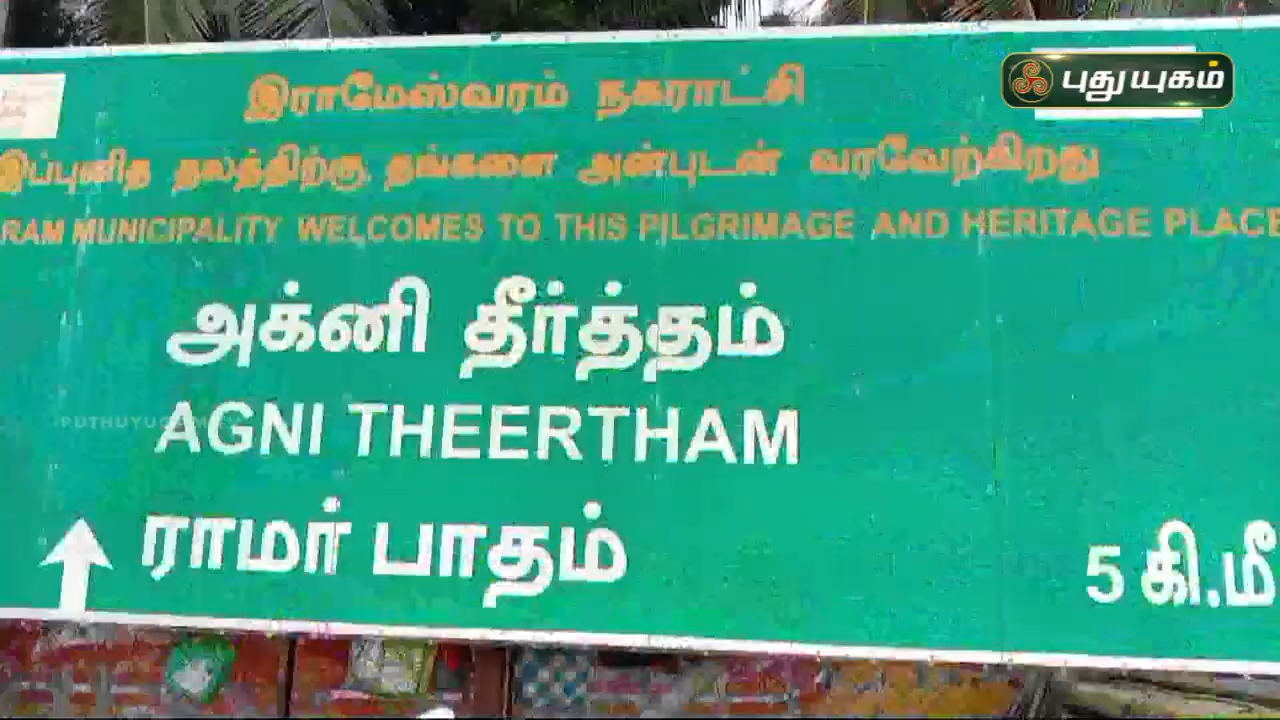 புதுயுகம்
இராமேஸ்வரம் நகராட்சி
இப்புனித தலத்திற்கு தங்களை அன்புடன் வரவேற்கிறது
RAM MUNICIPALITY WELCOMES TO THIS PILGRIMAGE AND HERITAGE PLACE
அக்னி தீர்த்தம்
AGNI THEERTHAM
ராமர் பாதம்
5 கி.மீ